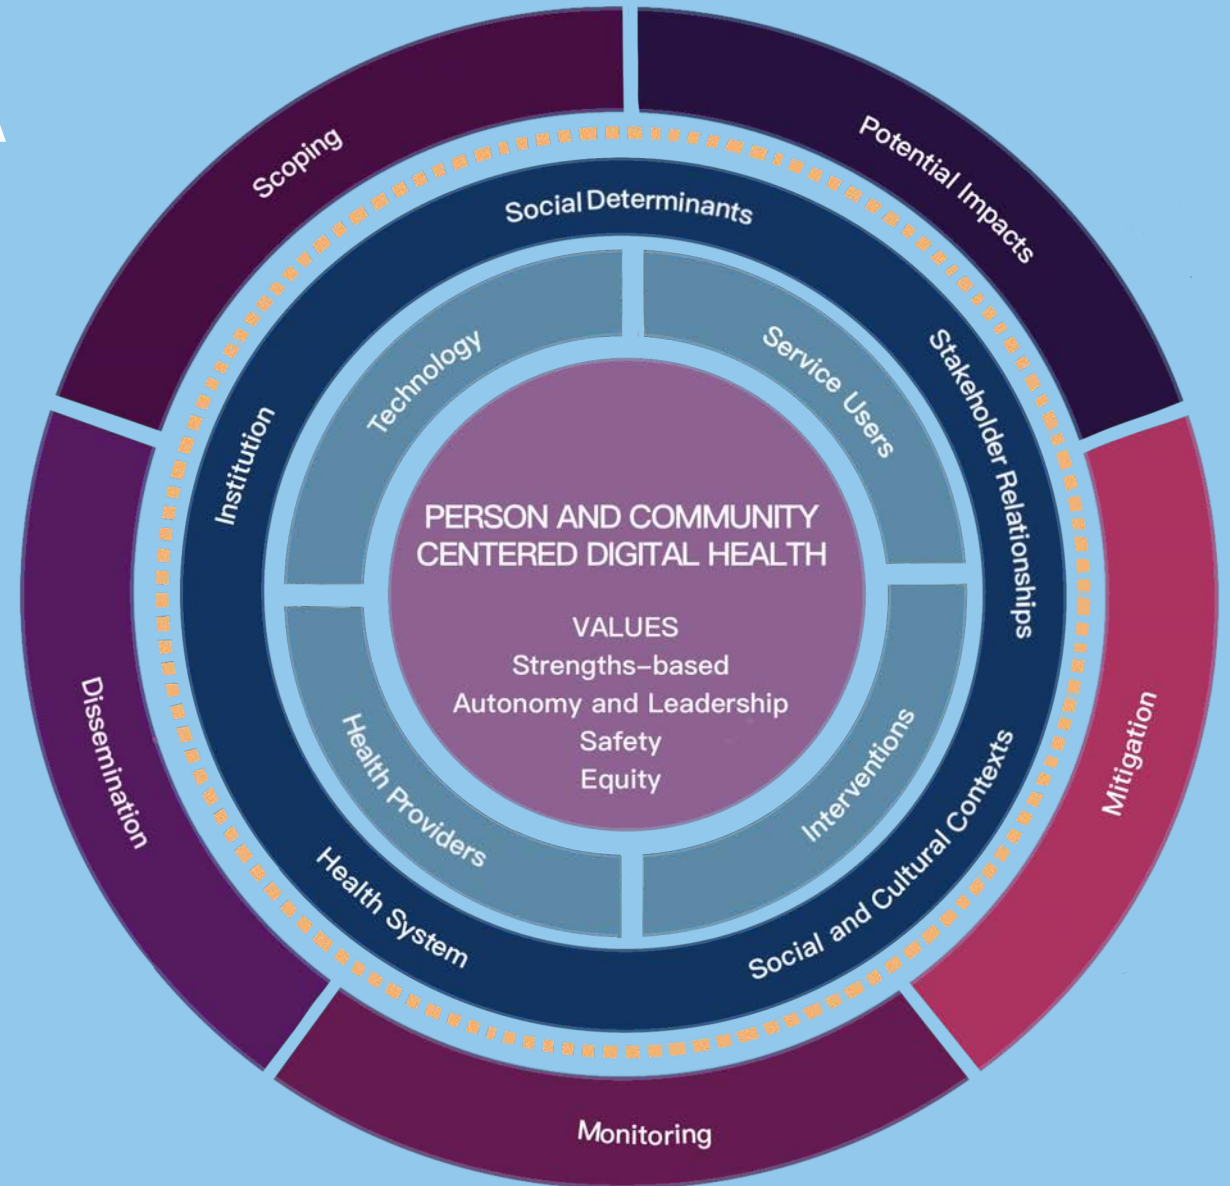 Scoping
Potential Impacts
Social Determinants
Technology
Service Users
Stakeholder Relationships
Institution
PERSON AND COMMUNITY
CENTERED DIGITAL HEALTH
VALUES
Strengths-based
Autonomy and Leadership
Safety
Equity
Dissemination
Mitigation
Health Providers
Interventions
Health System
Social and Cultural Contexts
Monitoring